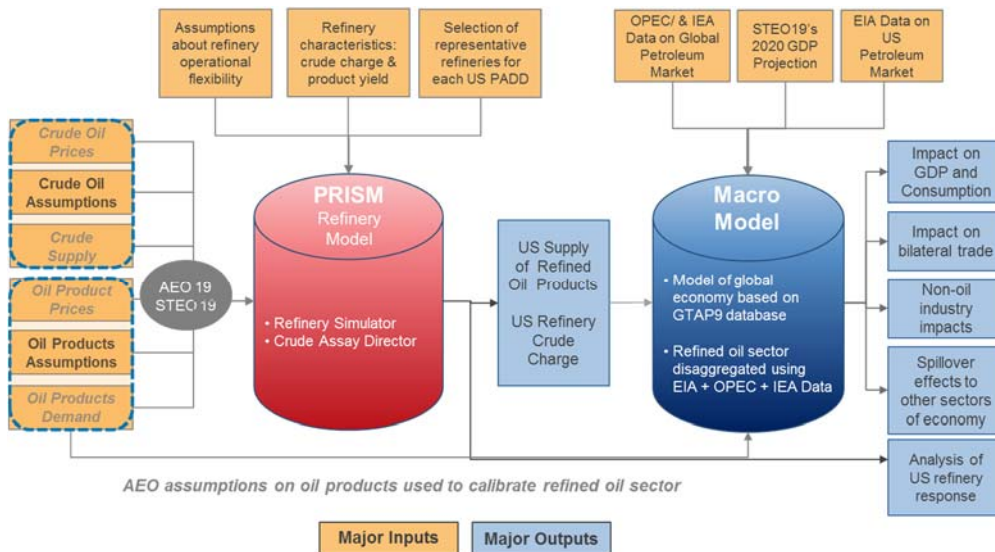 Assumptions
about refinery
operational
flexibility
Refinery
characteristics:
crude charge &
product yield
Selection of
representative
refineries for
each US PADD
OPEC/ & IEA
Data on Global
Petroleum
Market
STEO19's
2020 GDP
Projection
EIA Data on
US
Petroleum
Market
Crude Oil
Prices
Crude Oil
Assumptions
Crude
Supply
Oil Product
Prices
Oil Products
Assumptions
Oil Products
Demand
AEO 19
STEO 19
PRISM
Refinery
Model
• Refinery Simulator
• Crude Assay Director
US Supply
of Refined
Oil Products
US Refinery
Crude
Charge
Macro
Model
• Model of global
economy based on
GTAP9 database
• Refined oil sector
disaggregated using
EIA + OPEC + IEA Data
Impact on
GDP and
Consumption
Impact on
bilateral trade
Non-oil
industry
impacts
Spillover
effects to
other sectors
of economy
Analysis of
US refinery
response
AEO assumptions on oil products used to calibrate refined oil sector
Major Inputs
Major Outputs